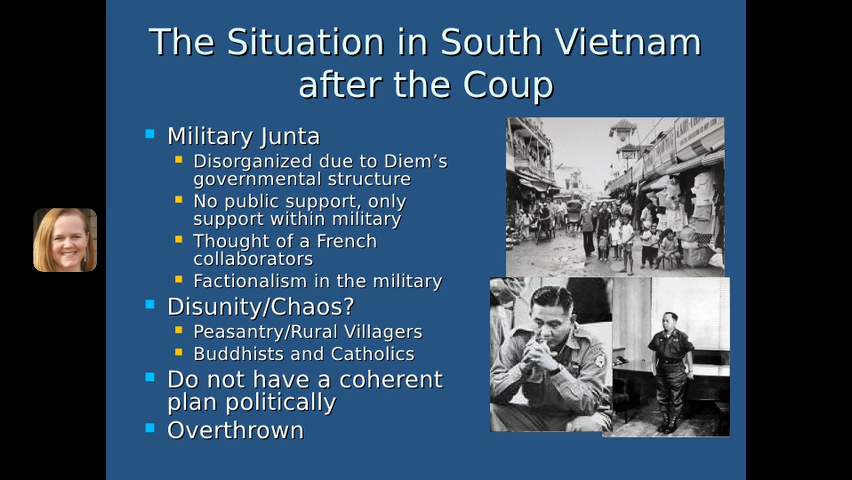 The Situation in South Vietnam
after the Coup
Military Junta
Disorganized due to Diem's
governmental structure
No public support, only
support within military
Thought of a French
collaborators
Factionalism in the military
Disunity/Chaos?
Peasantry/Rural Villagers
Buddhists and Catholics
Do not have a coherent
plan politically
Overthrown